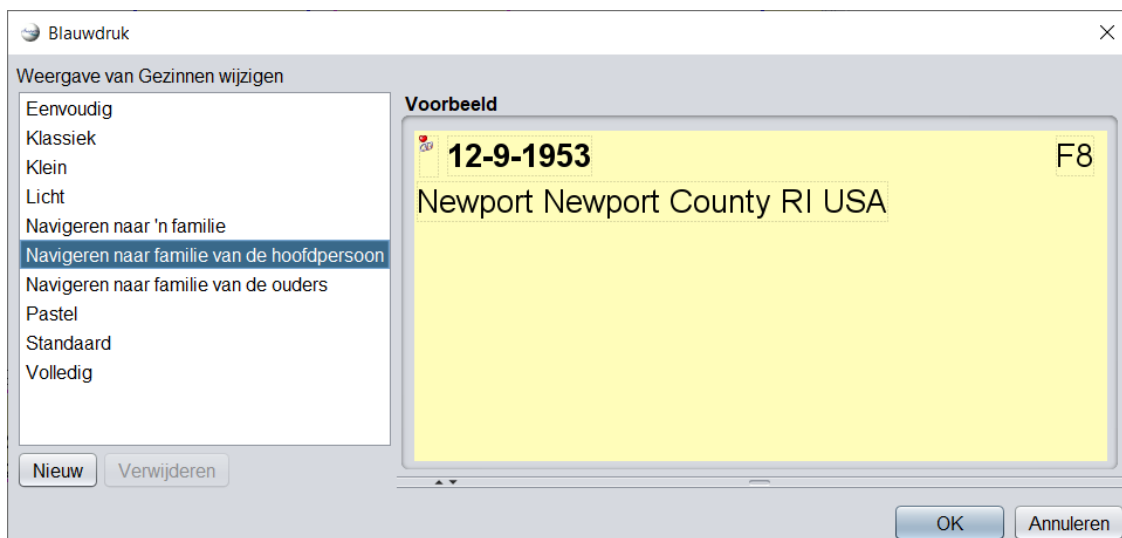 Blauwdruk
Weergave van Gezinnen wijzigen
Eenvoudig
Klassiek
Klein
Licht
Navigeren naar 'n familie
Navigeren naar familie van de hoofdpersoon
Navigeren naar familie van de ouders
Pastel
Standaard
Volledig
Nieuw Verwijderen
Voorbeeld
12-9-1953 F8
Newport Newport County RI USA
OK Annuleren